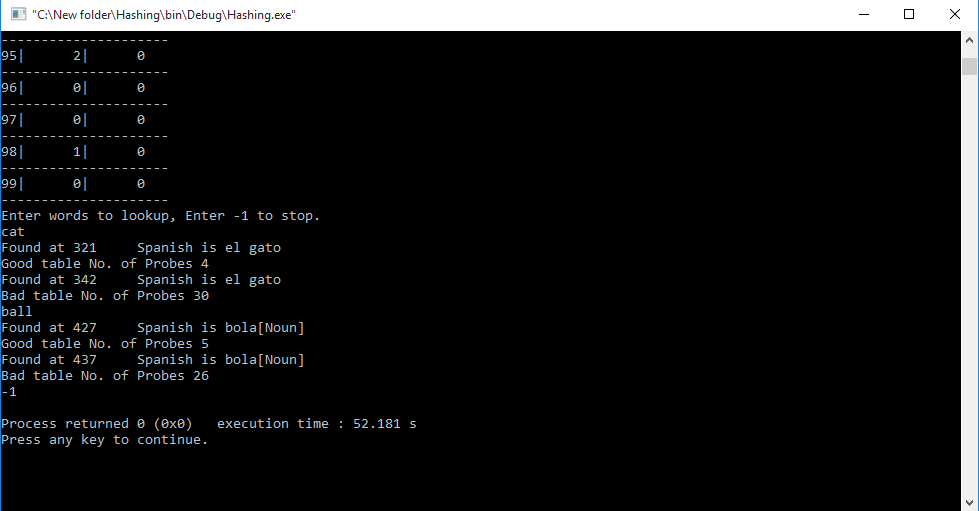 "C:\New folder\Hashing\bin\Debug\Hashing.exe"
---------------------
95|      2|      0
---------------------
96|      0|      0
---------------------
97|      0|      0
---------------------
98|      1|      0
---------------------
99|      0|      0
---------------------
Enter words to lookup, Enter -1 to stop.
cat
Found at 321     Spanish is el gato
Good table No. of Probes 4
Found at 342     Spanish is el gato
Bad table No. of Probes 30
ball
Found at 427     Spanish is bola[Noun]
Good table No. of Probes 5
Found at 437     Spanish is bola[Noun]
Bad table No. of Probes 26
-1
Process returned 0 (0x0)   execution time : 52.181 s
Press any key to continue.